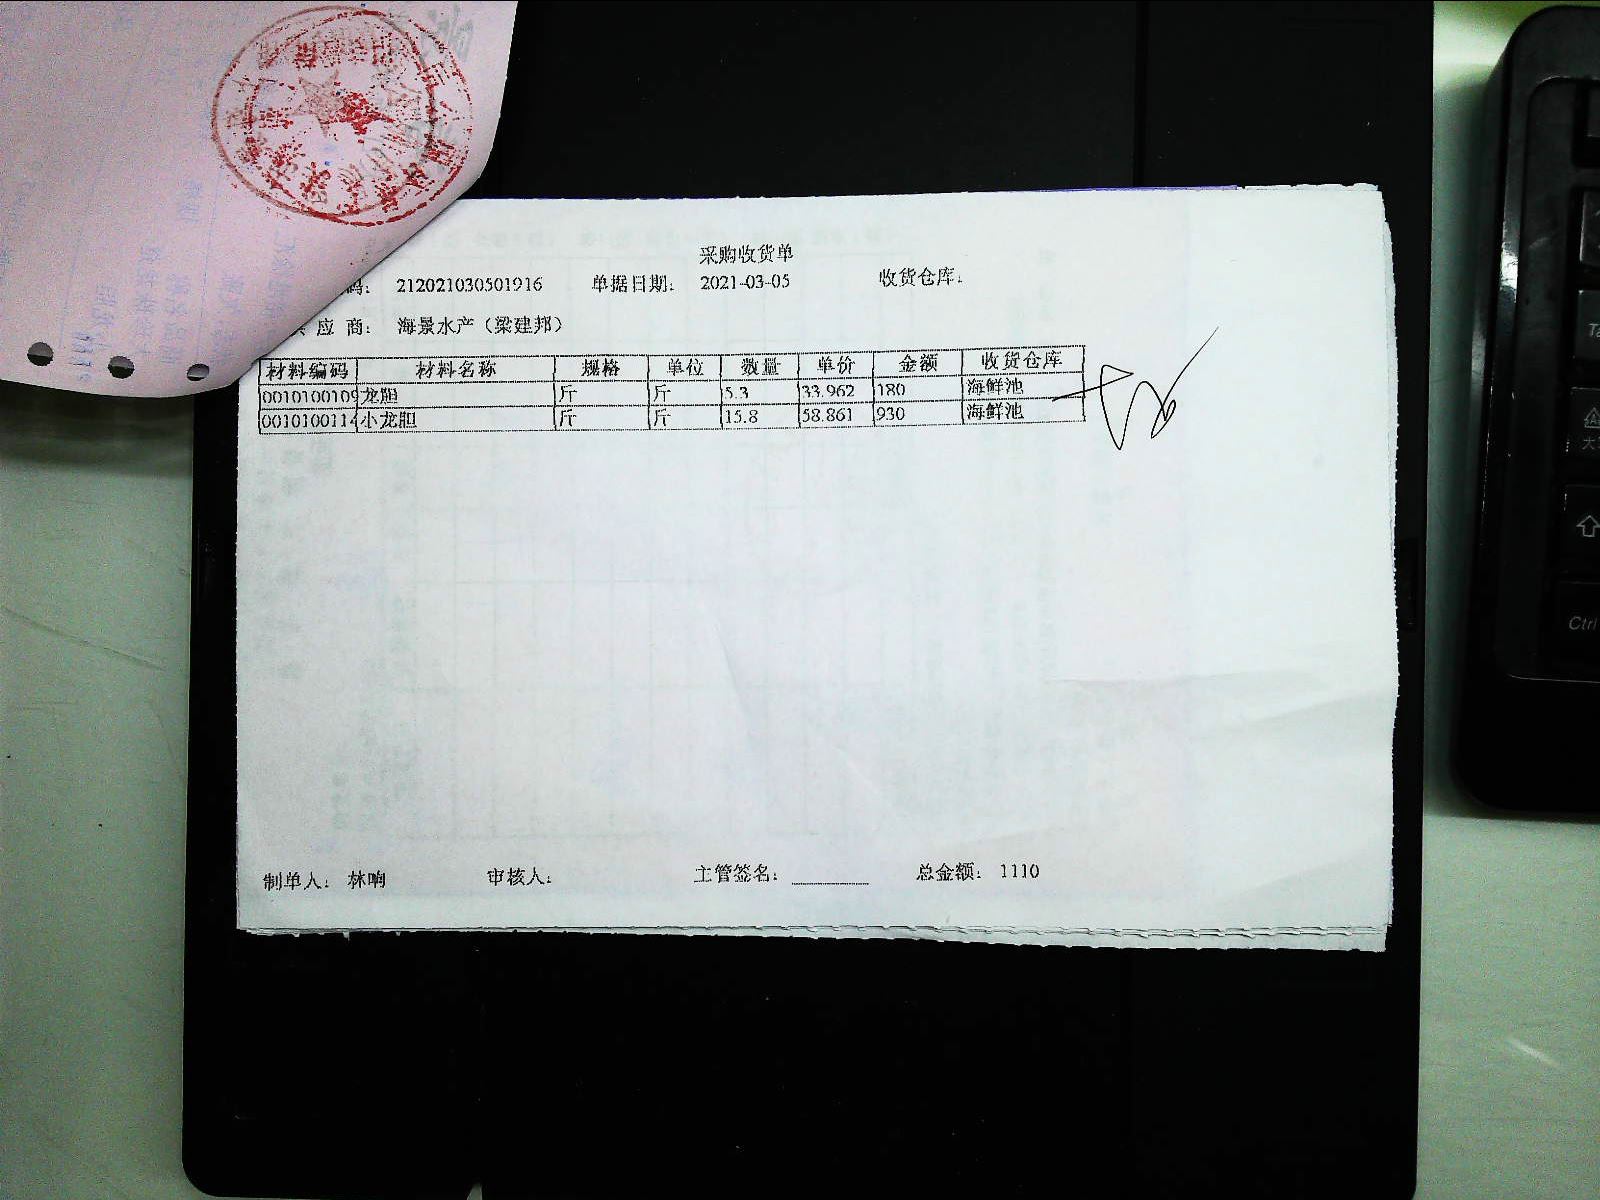 采购收货单
码： 212021030501916 单据日期： 2021-03-05 收货仓库：
供应商： 海景水产（梁建邦）
材料编码 材料名称 规格 单位 数量 单价 金额 收货仓库
0010100109 龙胆 斤 斤 5.3 33.962 180 海鲜池
0010100114 小龙胆 斤 斤 15.8 58.861 930 海鲜池
制单人： 林响 审核人： 主管签名： 总金额： 1110
Ctrl